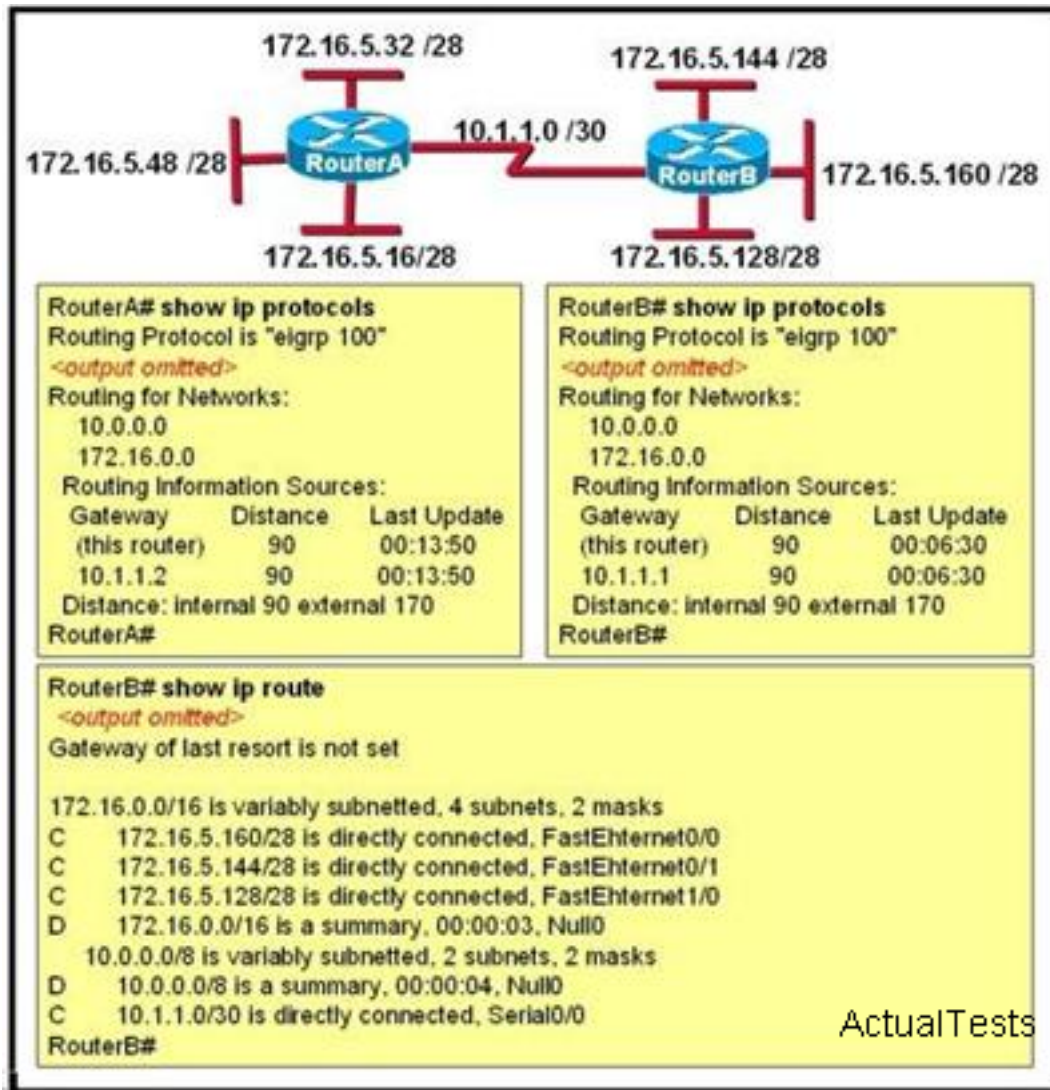 172.16.5.32 /28
172.16.5.144 /28
10.1.1.0 /30
172.16.5.48 /28
RouterA
RouterB
172.16.5.160 /28
172.16.5.16/28
172.16.5.128/28
RouterA# show ip protocols
Routing Protocol is "eigrp 100"
<output omitted>
Routing for Networks:
10.0.0.0
172.16.0.0
Routing Information Sources:
Gateway Distance Last Update
(this router) 90 00:13:50
10.1.1.2 90 00:13:50
Distance: internal 90 external 170
RouterA#
RouterB# show ip protocols
Routing Protocol is "eigrp 100"
<output omitted>
Routing for Networks:
10.0.0.0
172.16.0.0
Routing Information Sources:
Gateway Distance Last Update
(this router) 90 00:06:30
10.1.1.1 90 00:06:30
Distance: internal 90 external 170
RouterB#
RouterB# show ip route
<output omitted>
Gateway of last resort is not set
172.16.0.0/16 is variably subnetted, 4 subnets, 2 masks
C 172.16.5.160/28 is directly connected, FastEhternet0/0
C 172.16.5.144/28 is directly connected, FastEhternet0/1
C 172.16.5.128/28 is directly connected, FastEhternet1/0
D 172.16.0.0/16 is a summary, 00:00:03, Null0
10.0.0.0/8 is variably subnetted, 2 subnets, 2 masks
D 10.0.0.0/8 is a summary, 00:00:04, Null0
C 10.1.1.0/30 is directly connected, Serial0/0
RouterB#
ActualTests